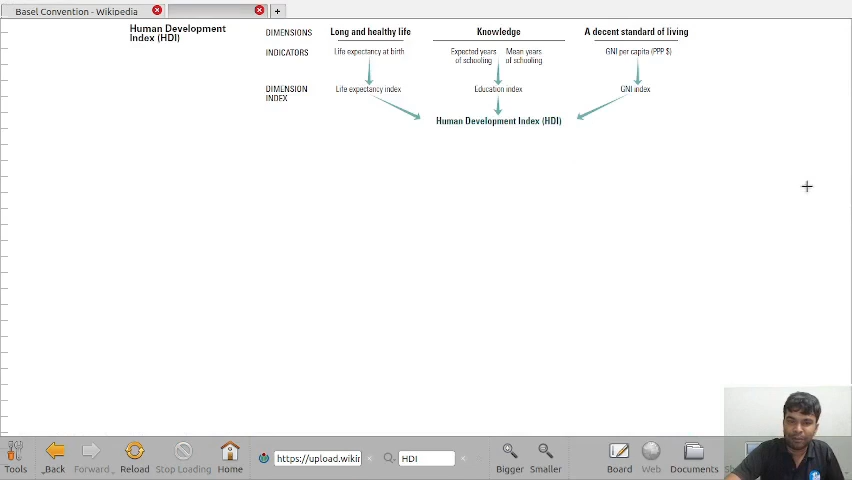 Basel Convention - Wikipedia
Human Development
Index (HDI)
DIMENSIONS Long and healthy life Knowledge A decent standard of living
INDICATORS Life expectancy at birth Expected years of schooling Mean years of schooling GNI per capita (PPP $)
DIMENSION INDEX Life expectancy index Education index GNI index
Human Development Index (HDI)
Tools Back Forward Reload Stop Loading Home https://upload.wikir HDI Bigger Smaller Board Web Documents